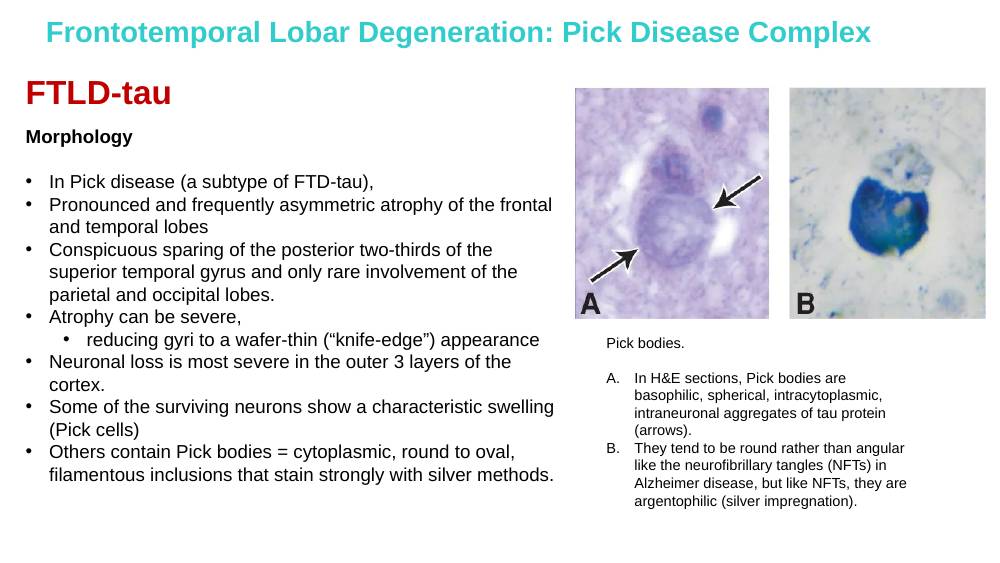 Frontotemporal Lobar Degeneration: Pick Disease Complex
FTLD-tau
Morphology
• In Pick disease (a subtype of FTD-tau),
• Pronounced and frequently asymmetric atrophy of the frontal
and temporal lobes
• Conspicuous sparing of the posterior two-thirds of the
superior temporal gyrus and only rare involvement of the
parietal and occipital lobes.
• Atrophy can be severe,
• reducing gyri to a wafer-thin (“knife-edge”) appearance
• Neuronal loss is most severe in the outer 3 layers of the
cortex.
• Some of the surviving neurons show a characteristic swelling
(Pick cells)
• Others contain Pick bodies = cytoplasmic, round to oval,
filamentous inclusions that stain strongly with silver methods.
A
B
Pick bodies.
A. In H&E sections, Pick bodies are
basophilic, spherical, intracytoplasmic,
intraneuronal aggregates of tau protein
(arrows).
B. They tend to be round rather than angular
like the neurofibrillary tangles (NFTs) in
Alzheimer disease, but like NFTs, they are
argentophilic (silver impregnation).